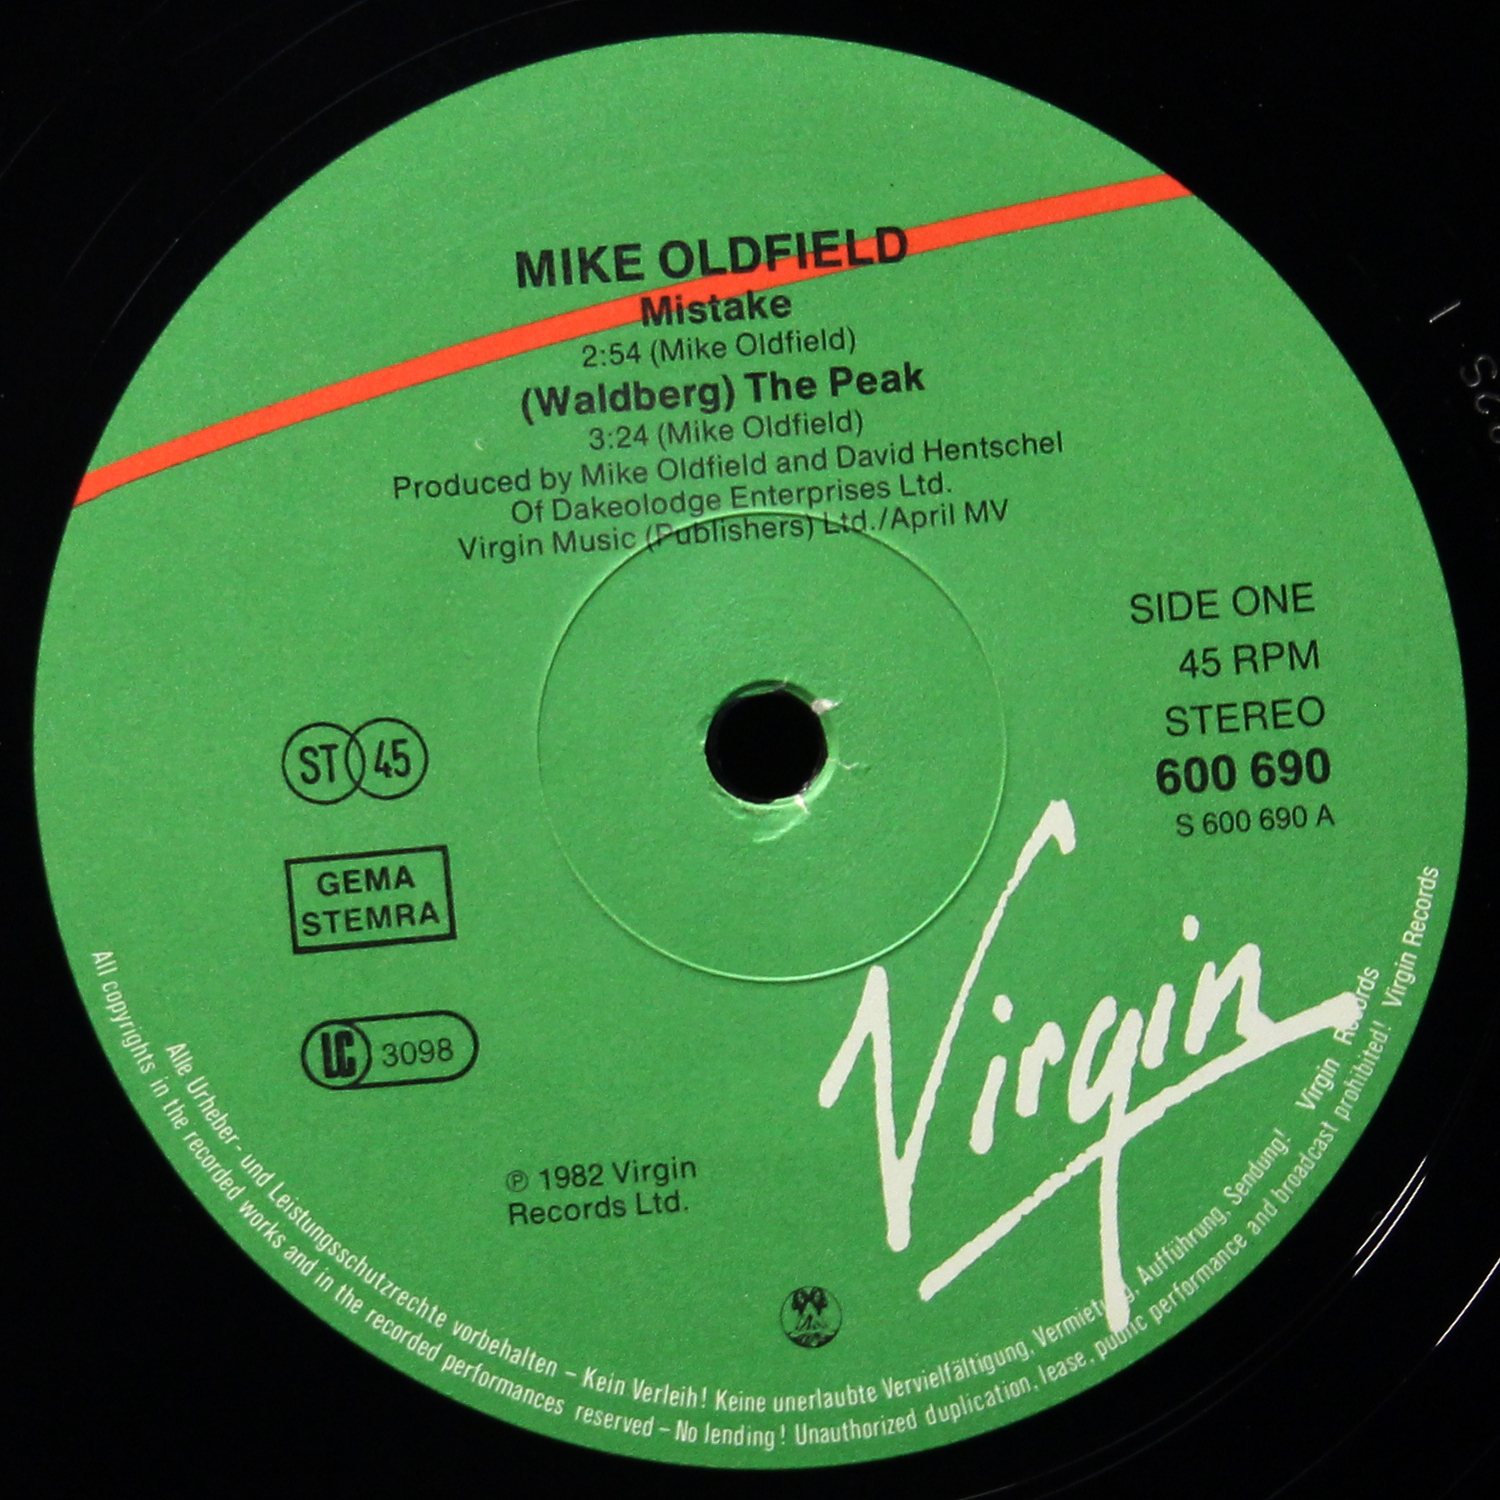 MIKE OLDFIELD
Mistake
2:54 (Mike Oldfield)
(Waldberg) The Peak
3:24 (Mike Oldfield)
Produced by Mike Oldfield and David Hentschel
Of Dakeolodge Enterprises Ltd.
Virgin Music (Publishers) Ltd./April MV
SIDE ONE
45 RPM
STEREO
600 690
S 600 690 A
ST 45
GEMA
STEMRA
LC 3098
Virgin
℗ 1982 Virgin
Records Ltd.
Alle Urheber- und Leistungsschutzrechte vorbehalten – Kein Verleih! Keine unerlaubte Vervielfältigung, Vermietung, Aufführung, Sendung! Virgin Records
All copyrights in the recorded works and in the recorded performances reserved – No lending! Unauthorized duplication, lease, public performance and broadcast prohibited! Virgin Records